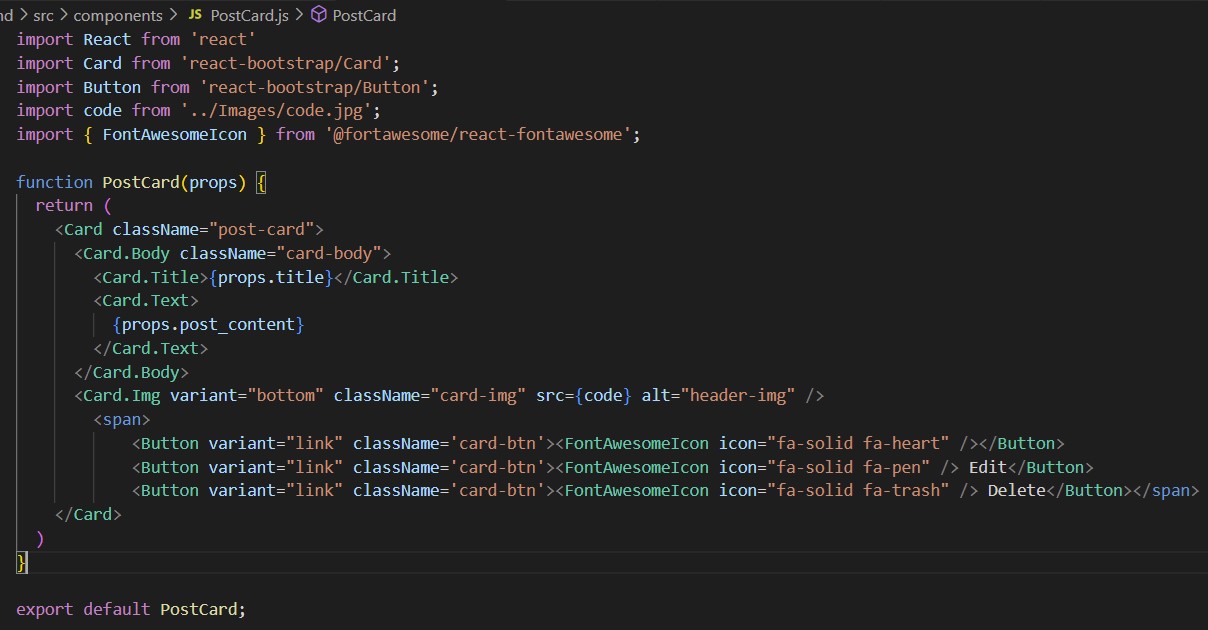 nd > src > components > JS PostCard.js > PostCard
import React from 'react'
import Card from 'react-bootstrap/Card';
import Button from 'react-bootstrap/Button';
import code from '../Images/code.jpg';
import { FontAwesomeIcon } from '@fortawesome/react-fontawesome';

function PostCard(props) {
  return (
    <Card className="post-card">
      <Card.Body className="card-body">
        <Card.Title>{props.title}</Card.Title>
        <Card.Text>
          {props.post_content}
        </Card.Text>
      </Card.Body>
      <Card.Img variant="bottom" className="card-img" src={code} alt="header-img" />
        <span>
            <Button variant="link" className='card-btn'><FontAwesomeIcon icon="fa-solid fa-heart" /></Button>
            <Button variant="link" className='card-btn'><FontAwesomeIcon icon="fa-solid fa-pen" /> Edit</Button>
            <Button variant="link" className='card-btn'><FontAwesomeIcon icon="fa-solid fa-trash" /> Delete</Button></span>
    </Card>
  )
}

export default PostCard;